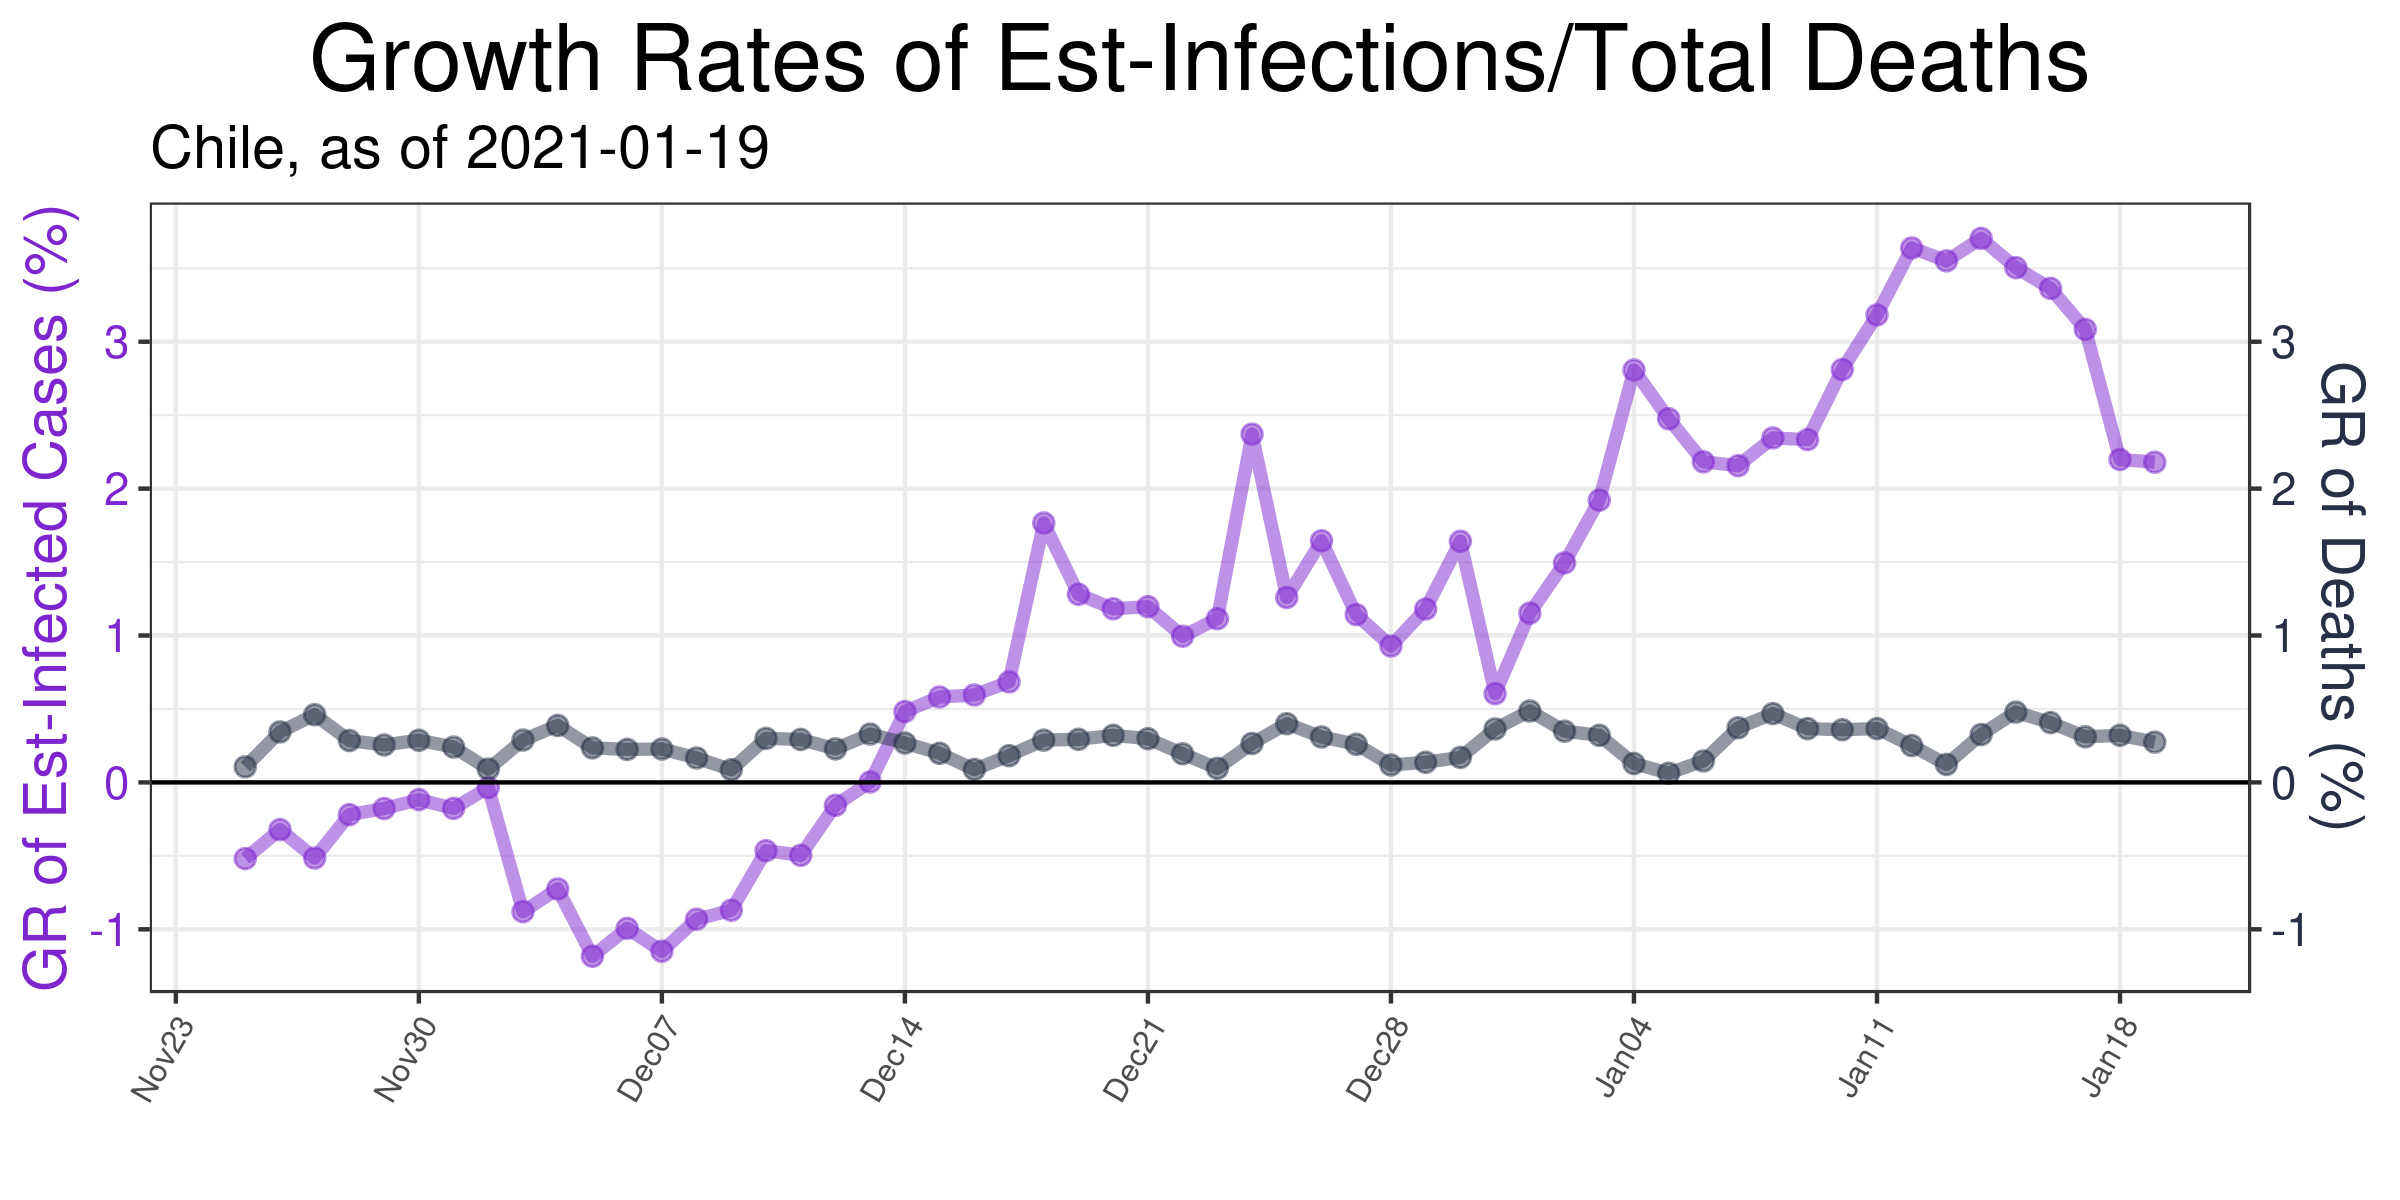 Growth Rates of Est-Infections/Total Deaths
Chile, as of 2021-01-19
GR of Est-Infected Cases (%)
3
2
1
0
-1
3
2
1
0
-1
GR of Deaths (%)
Nov23
Nov30
Dec07
Dec14
Dec21
Dec28
Jan04
Jan11
Jan18